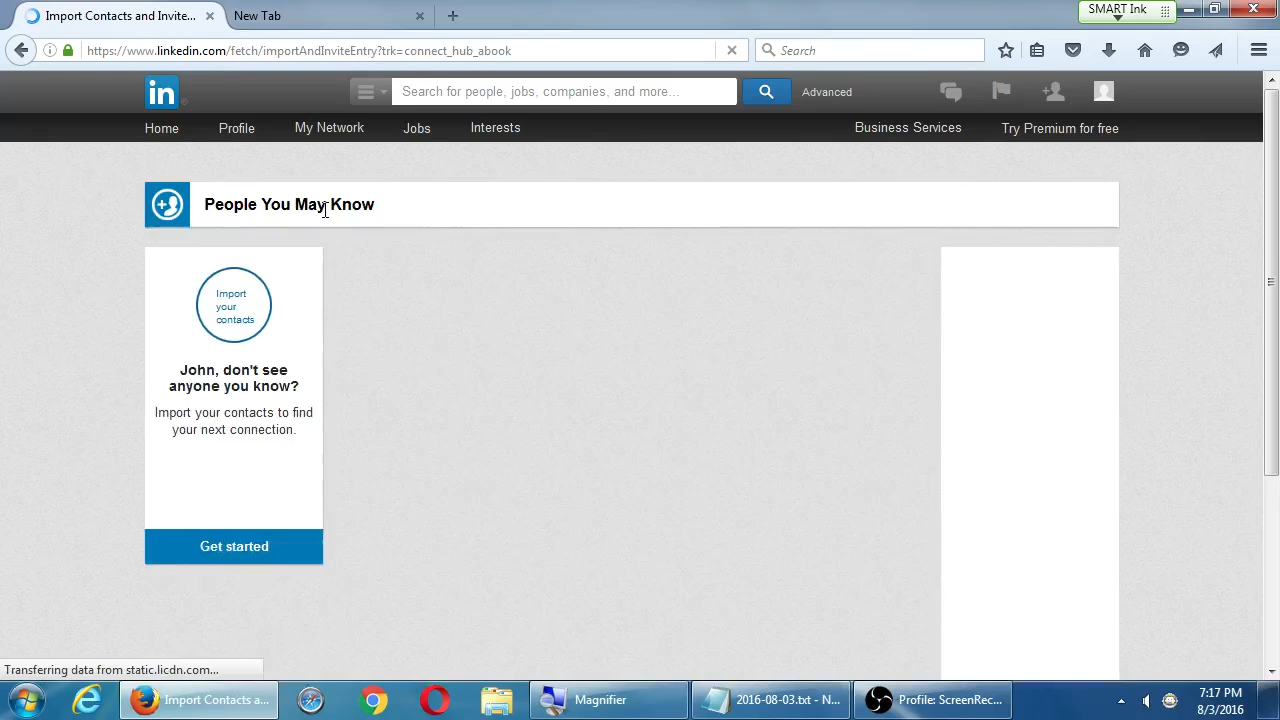 Import Contacts and Invite...
New Tab
SMART Ink
https://www.linkedin.com/fetch/importAndInviteEntry?trk=connect_hub_abook
Search
in
Search for people, jobs, companies, and more...
Advanced
Home
Profile
My Network
Jobs
Interests
Business Services
Try Premium for free
People You May Know
Import
your
contacts
John, don't see
anyone you know?
Import your contacts to find
your next connection.
Get started
Transferring data from static.licdn.com...
Import Contacts a...
Magnifier
2016-08-03.txt - N...
Profile: ScreenRec...
7:17 PM
8/3/2016